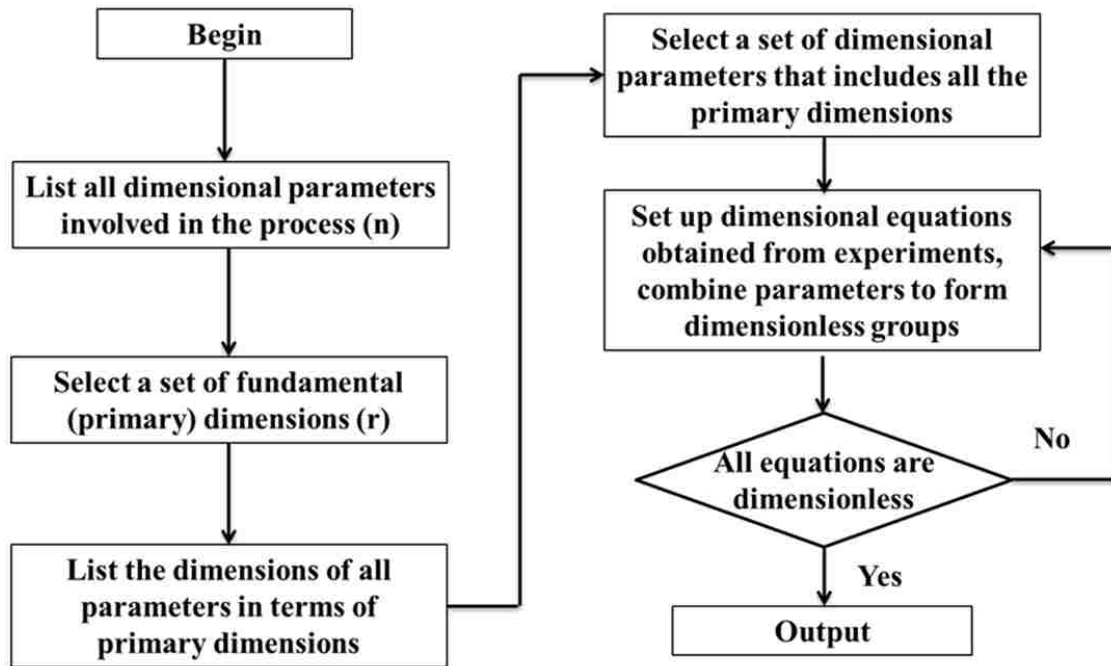 Begin
List all dimensional parameters
involved in the process (n)
Select a set of fundamental
(primary) dimensions (r)
List the dimensions of all
parameters in terms of
primary dimensions
Select a set of dimensional
parameters that includes all the
primary dimensions
Set up dimensional equations
obtained from experiments,
combine parameters to form
dimensionless groups
All equations are
dimensionless
No
Yes
Output